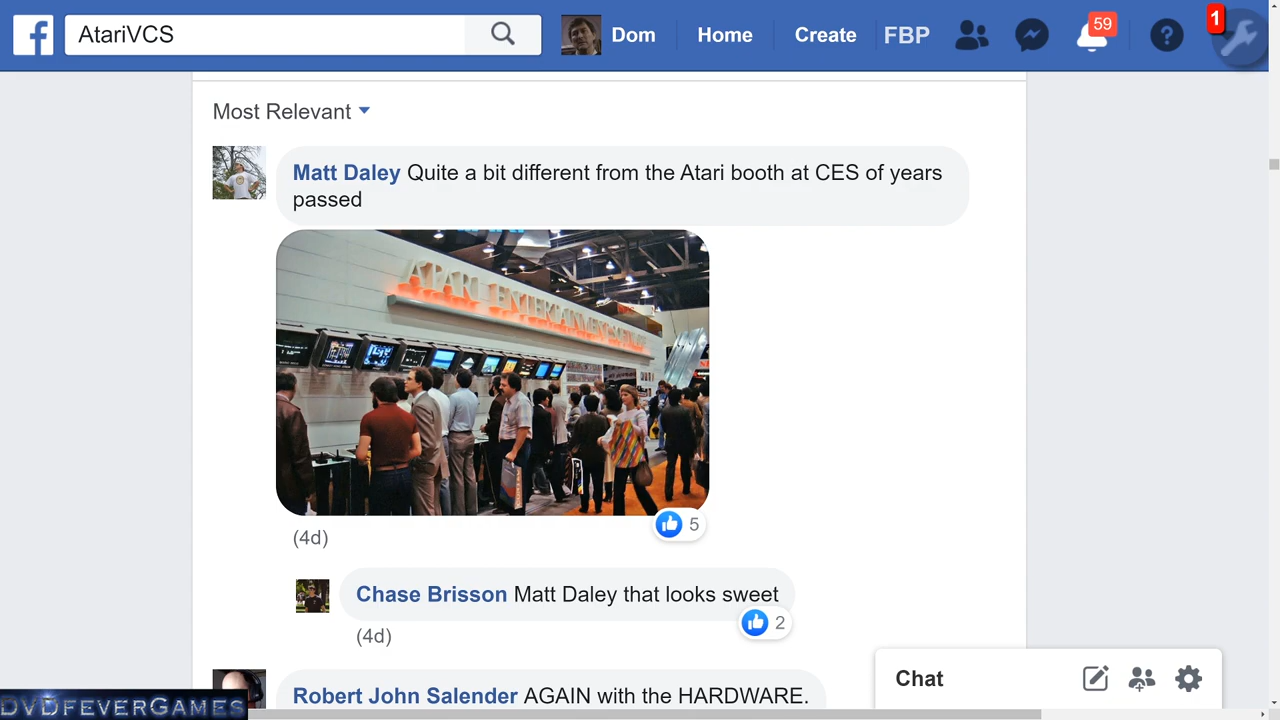 AtariVCS
Dom
Home
Create
FBP
59
1
Most Relevant
Matt Daley Quite a bit different from the Atari booth at CES of years
passed
ATARI ENTERTAINMENT
(4d)
5
Chase Brisson Matt Daley that looks sweet
2
(4d)
Robert John Salender AGAIN with the HARDWARE.
Chat
DVDFEVERGAMES